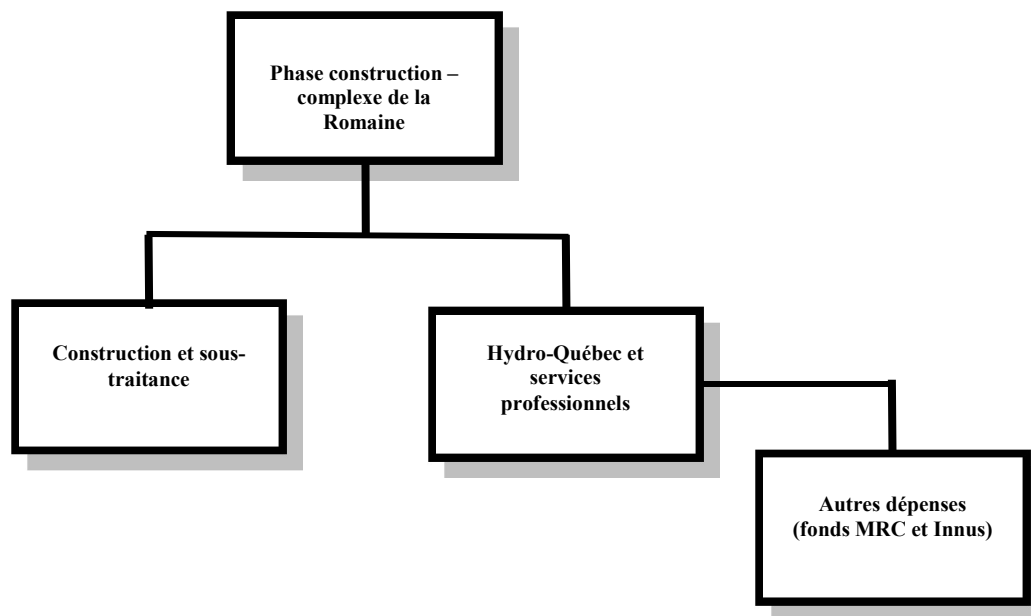 Phase construction –
complexe de la
Romaine
Construction et sous-
traitance
Hydro-Québec et
services
professionnels
Autres dépenses
(fonds MRC et Innus)